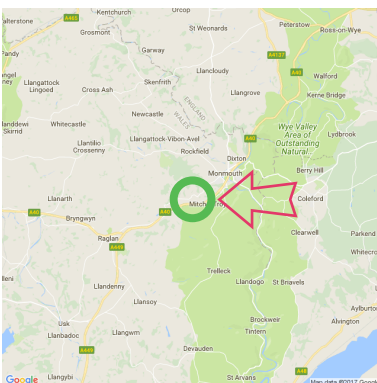 Kentchurch
Orcop
A465
Peterstow
Grosmont
St Weonards
Ross-on-Wye
Pandy
Garway
A4137
Llancloudy
A40
Walford
Llangattock
Lingoed
Cross Ash
Skenfrith
Kerne Bridge
Llangrove
ENGLAND
WALES
Newcastle
Whitecastle
Wye Valley
Area of
Outstanding
Natural...
Lydbrook
Llanddewi
Skirrid
Llantilio
Crossenny
Llangattock-Vibon-Avel
A40
Rockfield
Dixton
Berry Hill
Monmouth
Llanarth
Coleford
A40
A40
Bryngwyn
Raglan
Clearwell
Parkend
A449
Trelleck
Llandogo
St Briavels
Llandenny
Llansoy
Aylburto
Usk
Brockweir
Alvington
Llangwm
Tintern
Llanbadoc
A449
Devauden
A48
Llangybi
St Arvans
Google
Map data ©2017 Google